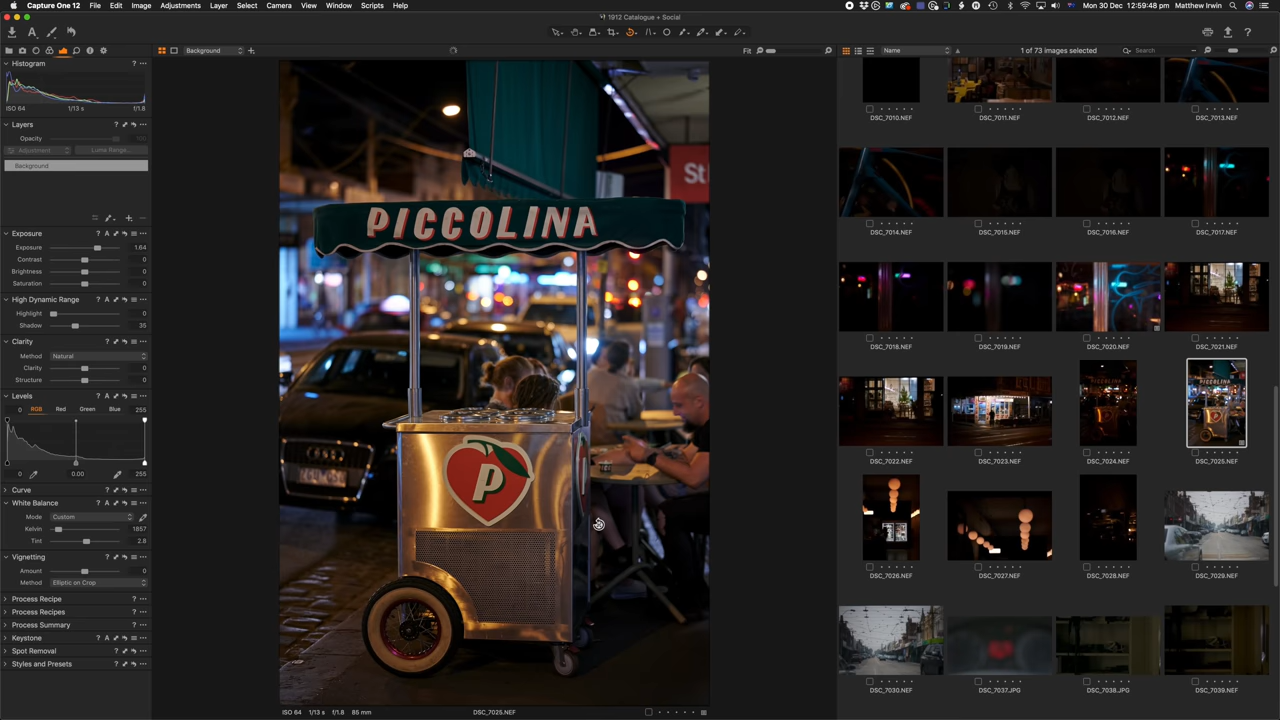 Capture One 12 File Edit Image Adjustments Layer Select Camera View Window Scripts Help
Mon 30 Dec 12:59:48 pm Matthew Irwin
1912 Catalogue + Social
Background
Fit
Name
1 of 73 images selected
Search
Histogram
ISO 64 1/13 s f/1.8
Layers
Opacity 100
Adjustment Luma Range...
Background
Exposure
Exposure 1.64
Contrast 0
Brightness 0
Saturation 0
High Dynamic Range
Highlight 0
Shadow 35
Clarity
Method Natural
Clarity 0
Structure 0
Levels
0 RGB Red Green Blue 255
0 0.00 255
Curve
White Balance
Mode Custom
Kelvin 1857
Tint 2.8
Vignetting
Amount 0
Method Elliptic on Crop
Process Recipe
Process Recipes
Process Summary
Keystone
Spot Removal
Styles and Presets
St
PICCOLINA
P
ISO 64 1/13 s f/1.8 85 mm DSC_7025.NEF
DSC_7010.NEF DSC_7011.NEF DSC_7012.NEF DSC_7013.NEF
DSC_7014.NEF DSC_7015.NEF DSC_7016.NEF DSC_7017.NEF
DSC_7018.NEF DSC_7019.NEF DSC_7020.NEF DSC_7021.NEF
PICCOLINA
DSC_7022.NEF DSC_7023.NEF DSC_7024.NEF DSC_7025.NEF
DSC_7026.NEF DSC_7027.NEF DSC_7028.NEF DSC_7029.NEF
DSC_7030.NEF DSC_7037.JPG DSC_7038.JPG DSC_7039.NEF